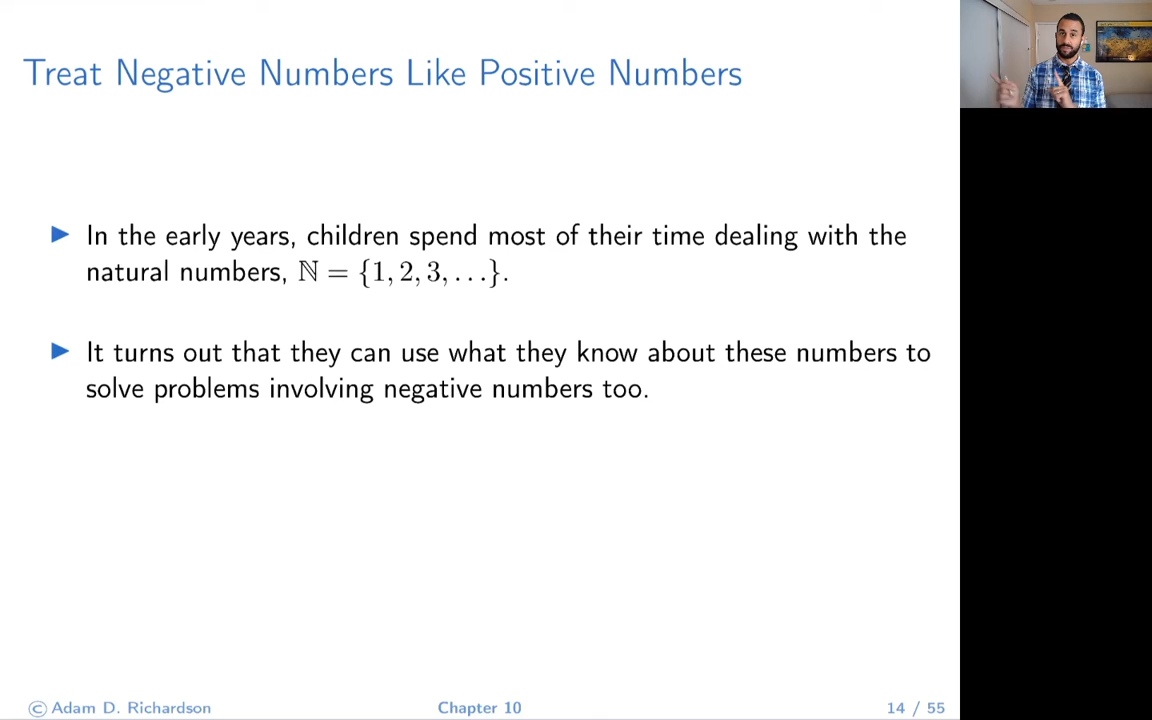 Treat Negative Numbers Like Positive Numbers
▶ In the early years, children spend most of their time dealing with the
natural numbers, ℕ = {1, 2, 3, . . .}.
▶ It turns out that they can use what they know about these numbers to
solve problems involving negative numbers too.
© Adam D. Richardson
Chapter 10
14 / 55